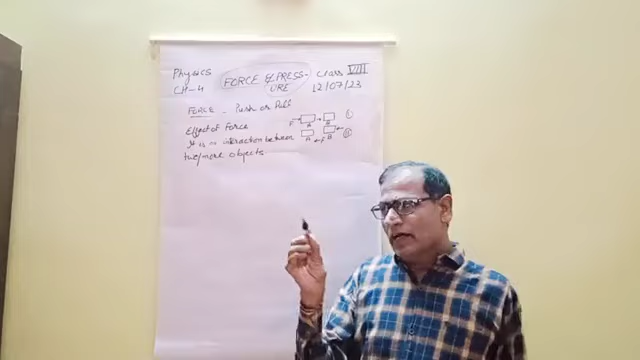 Physics FORCE & PRESS- Class VIII
CH-4 URE 12/07/23
FORCE - Push or Pull
Effect of Force
It is interaction between
two/more objects.